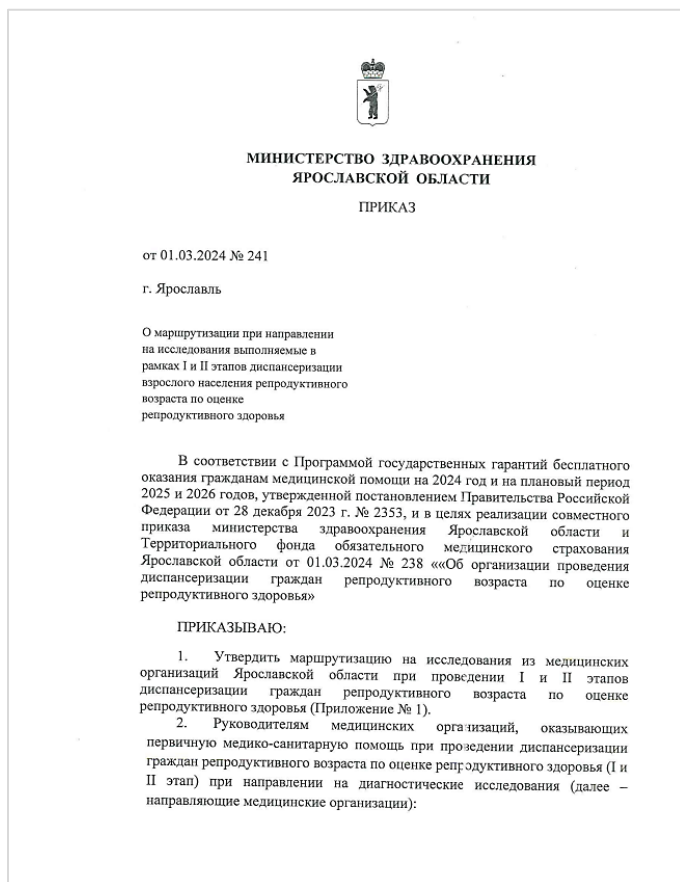 МИНИСТЕРСТВО ЗДРАВООХРАНЕНИЯ
ЯРОСЛАВСКОЙ ОБЛАСТИ
ПРИКАЗ
от 01.03.2024 № 241
г. Ярославль
О маршрутизации при направлении
на исследования выполняемые в
рамках I и II этапов диспансеризации
взрослого населения репродуктивного
возраста по оценке
репродуктивного здоровья
В соответствии с Программой государственных гарантий бесплатного
оказания гражданам медицинской помощи на 2024 год и на плановый период
2025 и 2026 годов, утвержденной постановлением Правительства Российской
Федерации от 28 декабря 2023 г. № 2353, и в целях реализации совместного
приказа министерства здравоохранения Ярославской области и
Территориального фонда обязательного медицинского страхования
Ярославской области от 01.03.2024 № 238 ««Об организации проведения
диспансеризации граждан репродуктивного возраста по оценке
репродуктивного здоровья»
ПРИКАЗЫВАЮ:
1. Утвердить маршрутизацию на исследования из медицинских
организаций Ярославской области при проведении I и II этапов
диспансеризации граждан репродуктивного возраста по оценке
репродуктивного здоровья (Приложение № 1).
2. Руководителям медицинских организаций, оказывающих
первичную медико-санитарную помощь при проведении диспансеризации
граждан репродуктивного возраста по оценке репродуктивного здоровья (I и
II этап) при направлении на диагностические исследования (далее –
направляющие медицинские организации):